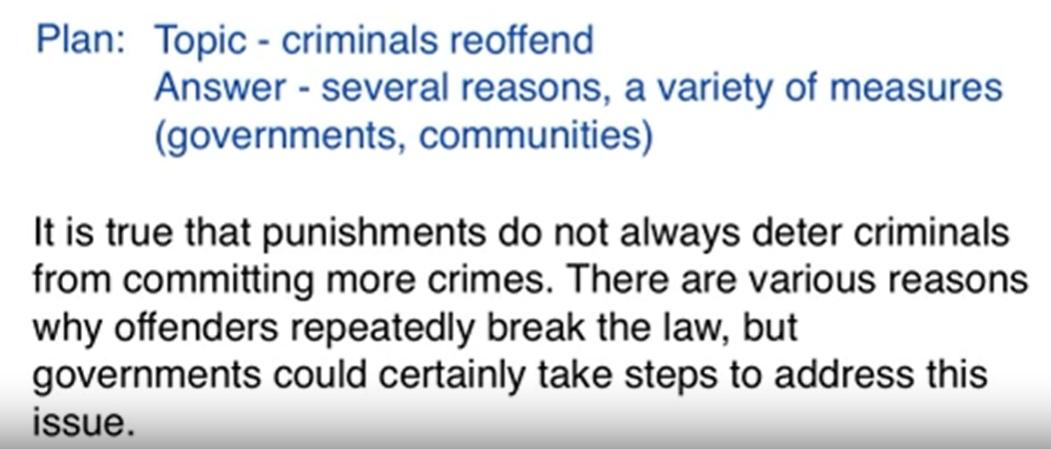 Plan: Topic - criminals reoffend
Answer - several reasons, a variety of measures
(governments, communities)
It is true that punishments do not always deter criminals
from committing more crimes. There are various reasons
why offenders repeatedly break the law, but
governments could certainly take steps to address this
issue.